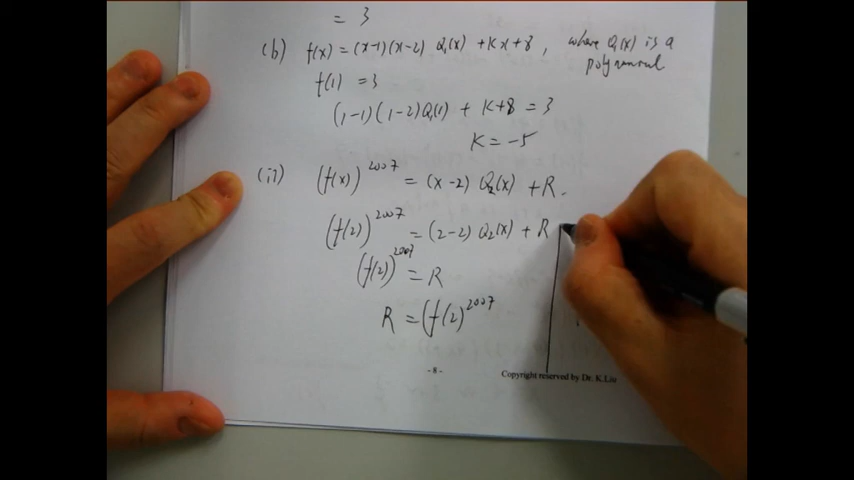 = 3
(b) f(x) = (x-1)(x-2) Q₁(x) + Kx + 8, where Q₁(x) is a
polynomial
f(1) = 3
(1-1)(1-2)Q₁(1) + K+8 = 3
K = -5
(ii) (f(x))²⁰⁰⁷ = (x-2) Q₂(x) + R.
(f(2))²⁰⁰⁷ = (2-2) Q₂(x) + R
(f(2))²⁰⁰⁷ = R
R = (f(2)²⁰⁰⁷
- 8 -
Copyright reserved by Dr. K.Liu